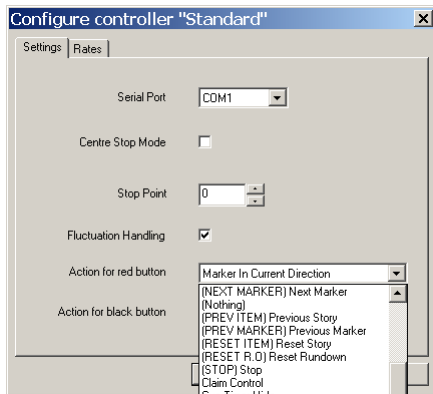 Configure controller "Standard"
Settings Rates
Serial Port COM1
Centre Stop Mode
Stop Point 0
Fluctuation Handling
Action for red button Marker In Current Direction
(NEXT MARKER) Next Marker
(Nothing)
Action for black button (PREV ITEM) Previous Story
(PREV MARKER) Previous Marker
(RESET ITEM) Reset Story
(RESET R.O) Reset Rundown
(STOP) Stop
Claim Control